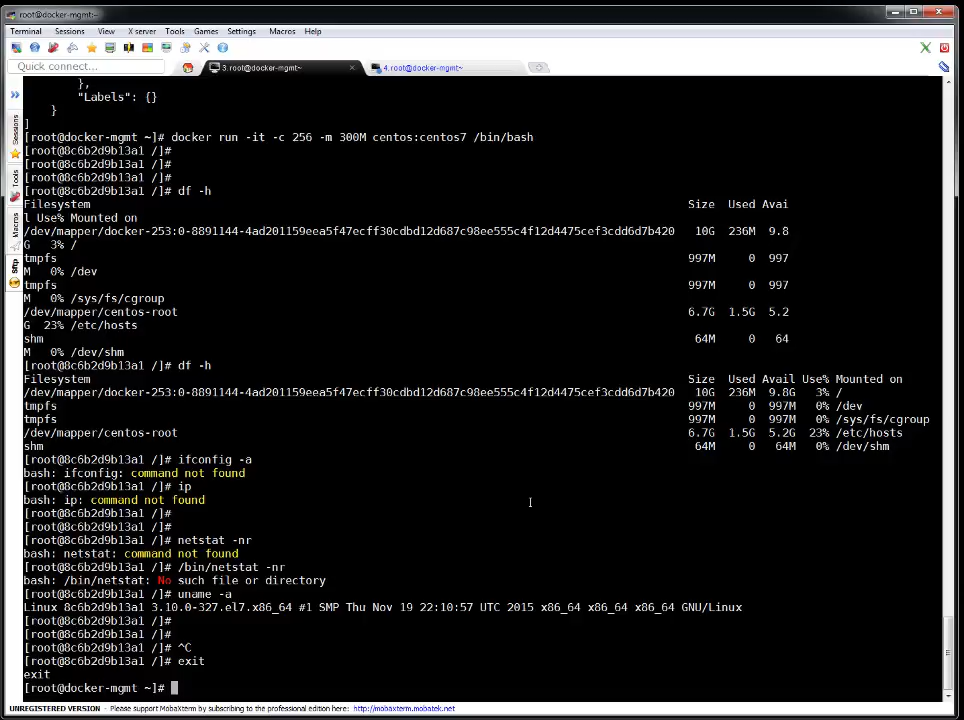 root@docker-mgmt:~
Terminal Sessions View X server Tools Games Settings Macros Help
Quick connect...
3. root@docker-mgmt:~
4. root@docker-mgmt:~
Sessions
Tools
Macros
Sftp
},
"Labels": {}
}
]
[root@docker-mgmt ~]# docker run -it -c 256 -m 300M centos:centos7 /bin/bash
[root@8c6b2d9b13a1 /]#
[root@8c6b2d9b13a1 /]#
[root@8c6b2d9b13a1 /]#
[root@8c6b2d9b13a1 /]# df -h
Filesystem Size Used Avai
l Use% Mounted on
/dev/mapper/docker-253:0-8891144-4ad201159eea5f47ecff30cdbd12d687c98ee555c4f12d4475cef3cdd6d7b420 10G 236M 9.8
G 3% /
tmpfs 997M 0 997
M 0% /dev
tmpfs 997M 0 997
M 0% /sys/fs/cgroup
/dev/mapper/centos-root 6.7G 1.5G 5.2
G 23% /etc/hosts
shm 64M 0 64
M 0% /dev/shm
[root@8c6b2d9b13a1 /]# df -h
Filesystem Size Used Avail Use% Mounted on
/dev/mapper/docker-253:0-8891144-4ad201159eea5f47ecff30cdbd12d687c98ee555c4f12d4475cef3cdd6d7b420 10G 236M 9.8G 3% /
tmpfs 997M 0 997M 0% /dev
tmpfs 997M 0 997M 0% /sys/fs/cgroup
/dev/mapper/centos-root 6.7G 1.5G 5.2G 23% /etc/hosts
shm 64M 0 64M 0% /dev/shm
[root@8c6b2d9b13a1 /]# ifconfig -a
bash: ifconfig: command not found
[root@8c6b2d9b13a1 /]# ip
bash: ip: command not found
[root@8c6b2d9b13a1 /]#
[root@8c6b2d9b13a1 /]#
[root@8c6b2d9b13a1 /]# netstat -nr
bash: netstat: command not found
[root@8c6b2d9b13a1 /]# /bin/netstat -nr
bash: /bin/netstat: No such file or directory
[root@8c6b2d9b13a1 /]# uname -a
Linux 8c6b2d9b13a1 3.10.0-327.el7.x86_64 #1 SMP Thu Nov 19 22:10:57 UTC 2015 x86_64 x86_64 x86_64 GNU/Linux
[root@8c6b2d9b13a1 /]#
[root@8c6b2d9b13a1 /]#
[root@8c6b2d9b13a1 /]# ^C
[root@8c6b2d9b13a1 /]# exit
exit
[root@docker-mgmt ~]#
UNREGISTERED VERSION - Please support MobaXterm by subscribing to the professional edition here: http://mobaxterm.mobatek.net